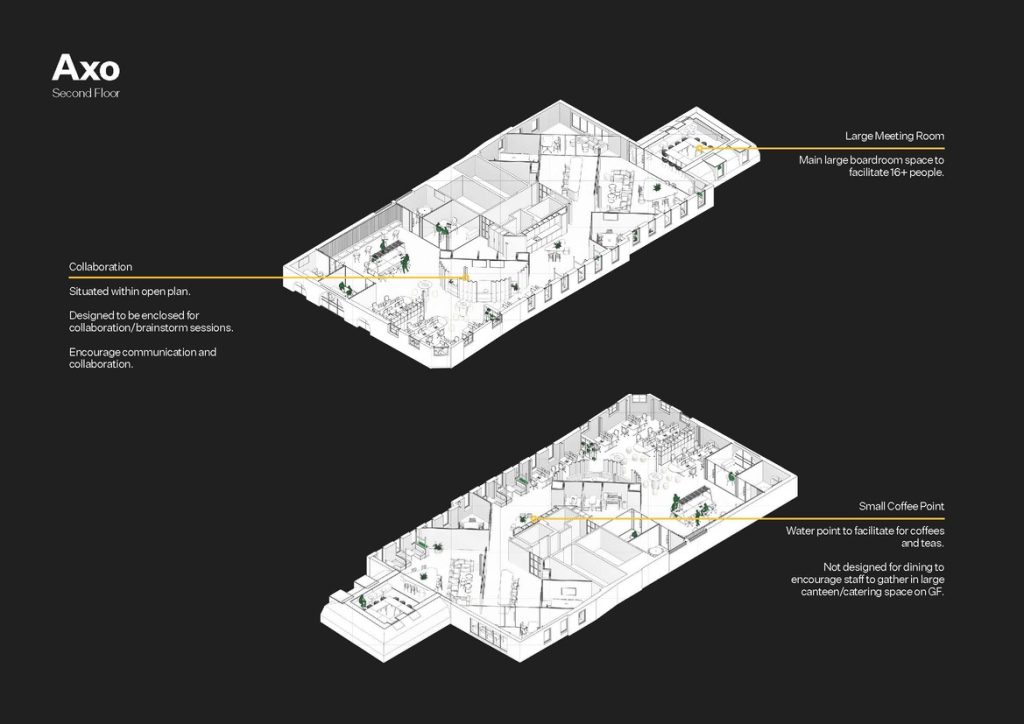 Axo
Second Floor
Large Meeting Room
Main large boardroom space to
facilitate 16+ people.
Collaboration
Situated within open plan.
Designed to be enclosed for
collaboration/brainstorm sessions.
Encourage communication and
collaboration.
Small Coffee Point
Water point to facilitate for coffees
and teas.
Not designed for dining to
encourage staff to gather in large
canteen/catering space on GF.